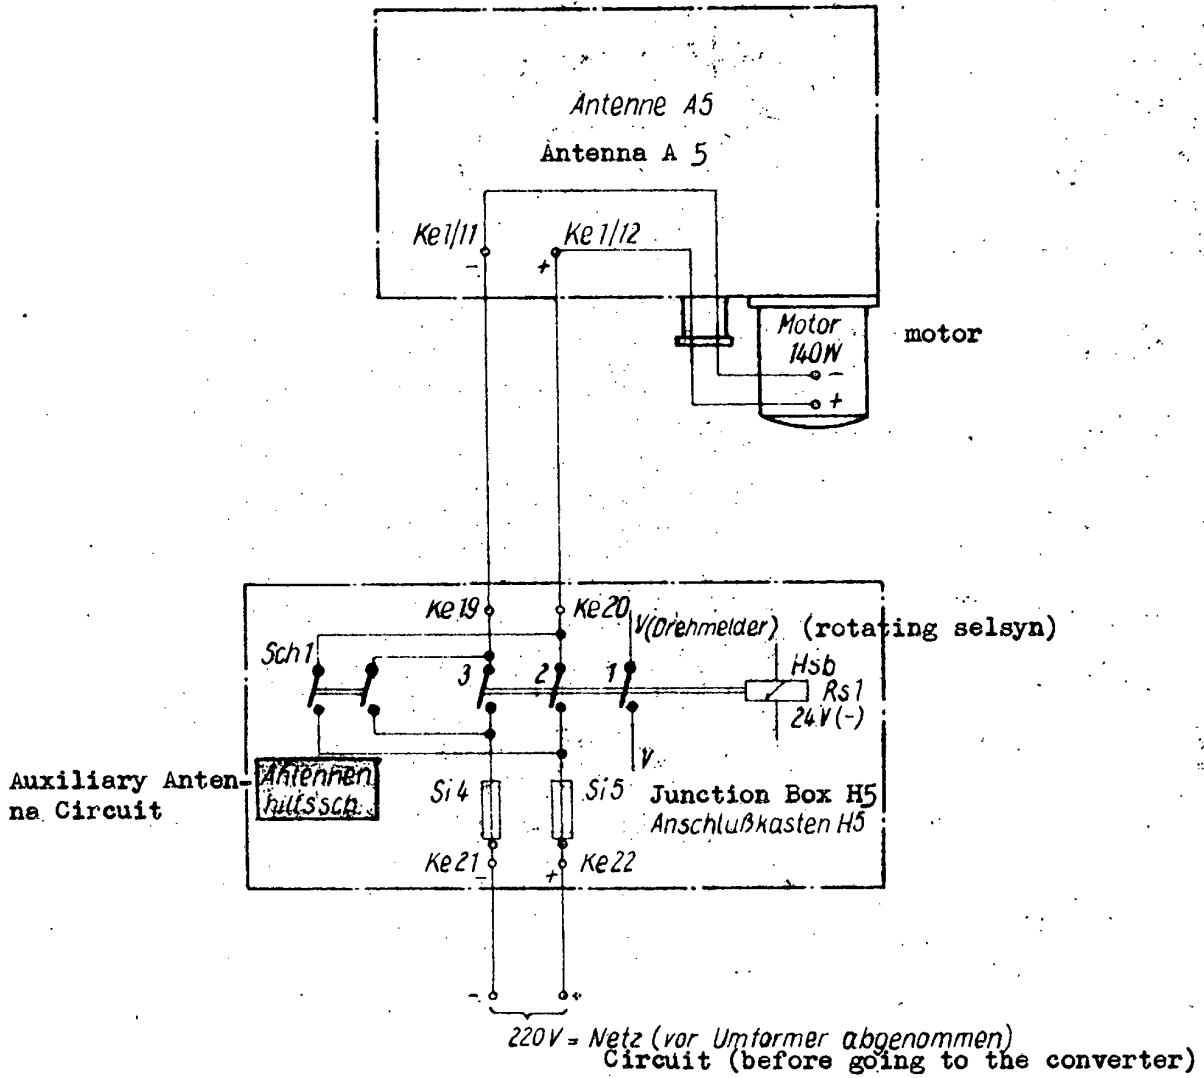 Antenne A5
Antenna A 5
Ke1/11
Ke1/12
-
+
Motor
140W
motor
-
+
Ke19
Ke20
V(Drehmelder) (rotating selsyn)
Sch1
3
2
1
Hsb
Rs1
24V(-)
V
Auxiliary Anten-
na Circuit
Antennen
hilfssch.
Si4
Si5
Junction Box H5
Anschlußkasten H5
Ke21
Ke22
-
+
-
+
220V = Netz (vor Umformer abgenommen)
Circuit (before going to the converter)